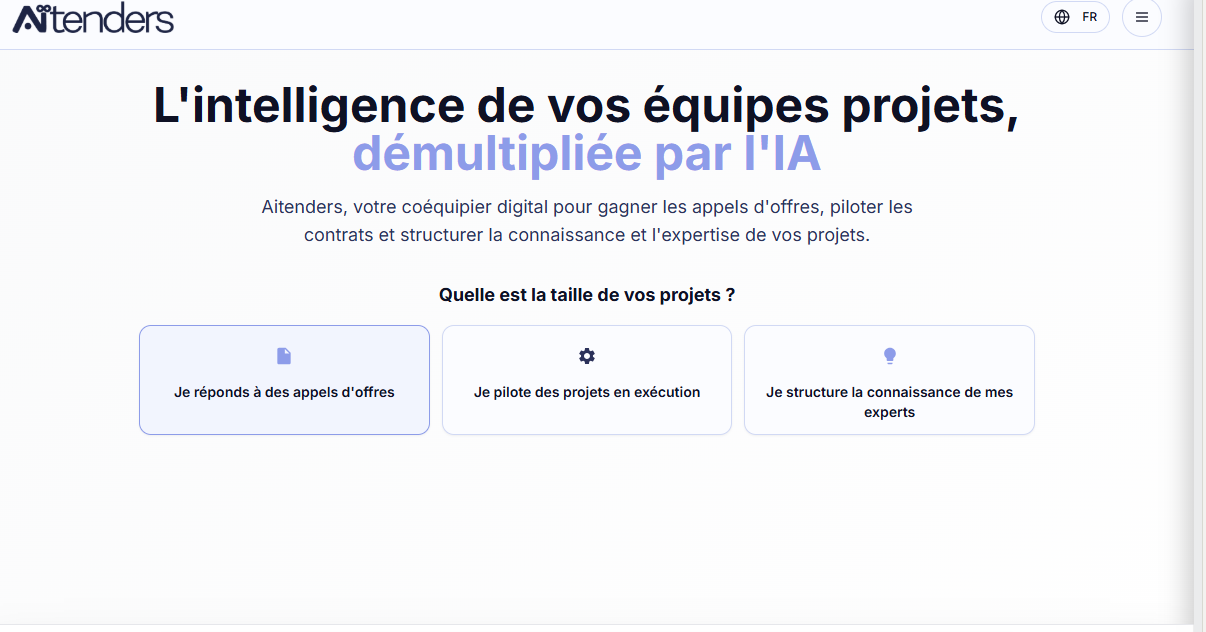 Aitenders
FR
L'intelligence de vos équipes projets,
démultipliée par l'IA
Aitenders, votre coéquipier digital pour gagner les appels d'offres, piloter les
contrats et structurer la connaissance et l'expertise de vos projets.
Quelle est la taille de vos projets ?
Je réponds à des appels d'offres
Je pilote des projets en exécution
Je structure la connaissance de mes
experts